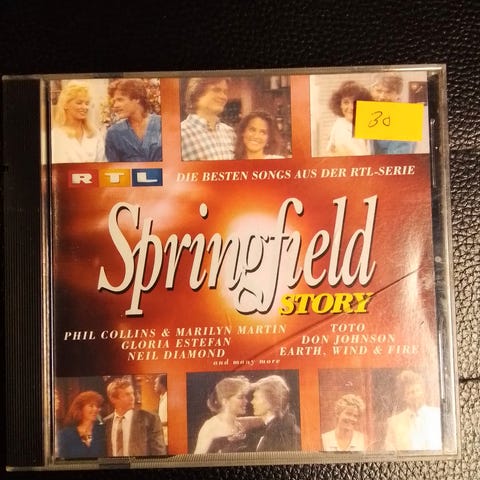 30
RTL DIE BESTEN SONGS AUS DER RTL-SERIE
Springfield
STORY
PHIL COLLINS & MARILYN MARTIN TOTO
GLORIA ESTEFAN DON JOHNSON
NEIL DIAMOND EARTH, WIND & FIRE
and many more